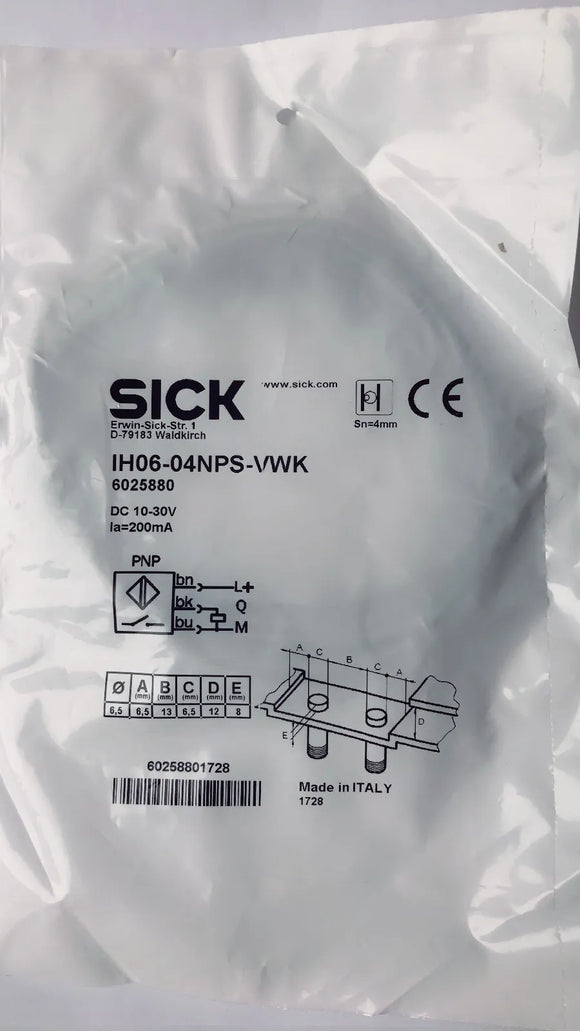 SICK
www.sick.com
Erwin-Sick-Str. 1
D-79183 Waldkirch
Sn=4mm
CE
IH06-04NPS-VWK
6025880
DC 10-30V
Ia=200mA
PNP
bn L+
bk Q
bu M
A C B C A
D
E
Ø A (mm) B (mm) C (mm) D (mm) E (mm)
6,5 6,5 13 6,5 12 8
60258801728
Made in ITALY
1728